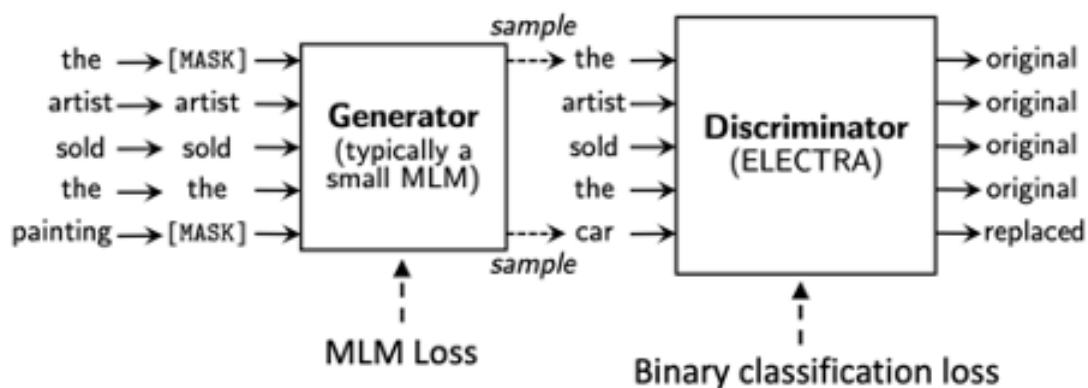 sample
the [MASK] the original
artist artist artist original
Generator
(typically a
small MLM)
Discriminator
(ELECTRA)
sold sold sold original
the the the original
painting [MASK] car replaced
sample
MLM Loss
Binary classification loss